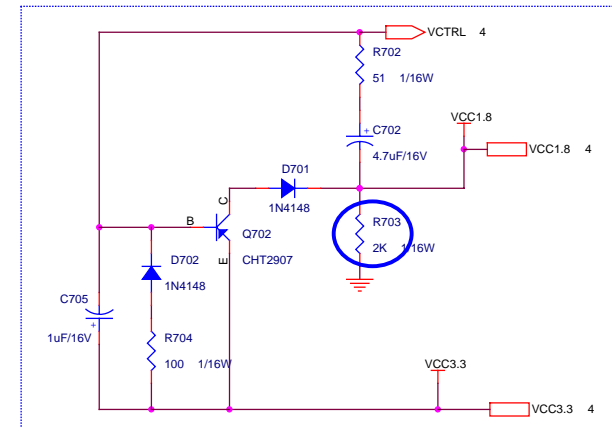 VCTRL 4
R702
51 1/16W
VCC1.8
+ C702
4.7uF/16V
VCC1.8 4
D701
1N4148
C
R703
2K 1/16W
B
Q702
CHT2907
E
D702
1N4148
C705
+
1uF/16V
R704
100 1/16W
VCC3.3
VCC3.3 4